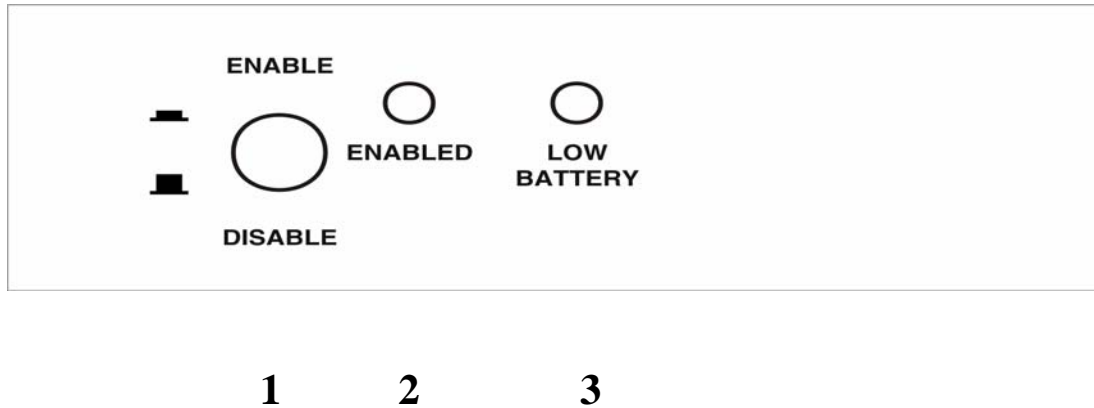 ENABLE
ENABLED
LOW
BATTERY
DISABLE
1 2 3